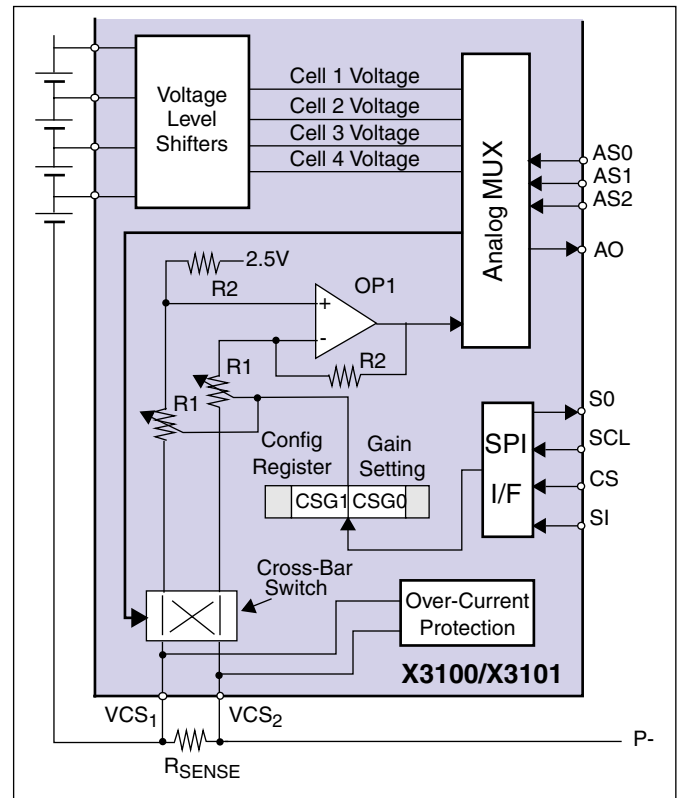 Voltage
Level
Shifters
Cell 1 Voltage
Cell 2 Voltage
Cell 3 Voltage
Cell 4 Voltage
Analog MUX
AS0
AS1
AS2
AO
2.5V
R2
OP1
+
-
R2
R1
R1
Config
Register
Gain
Setting
CSG1 CSG0
SPI
I/F
S0
SCL
CS
SI
Cross-Bar
Switch
Over-Current
Protection
X3100/X3101
VCS1
VCS2
RSENSE
P-